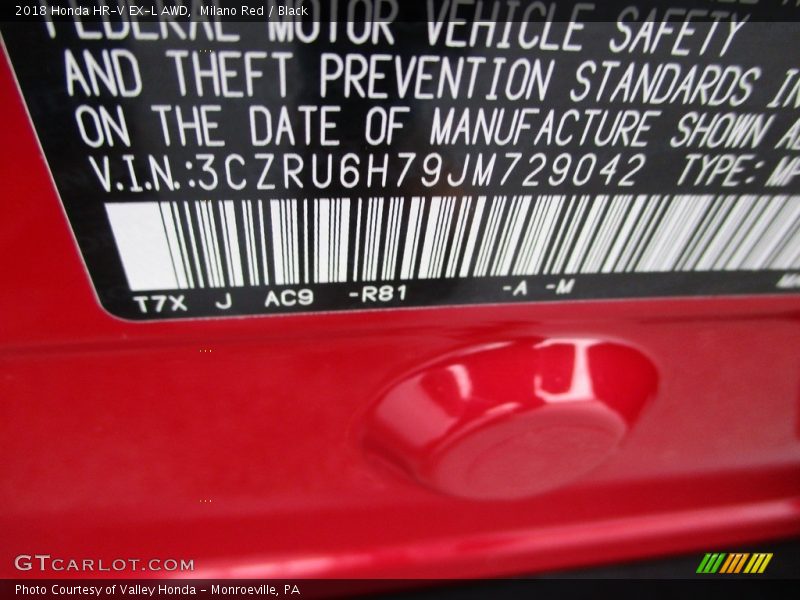 2018 Honda HR-V EX-L AWD, Milano Red / Black
FEDERAL MOTOR VEHICLE SAFETY
AND THEFT PREVENTION STANDARDS IN
ON THE DATE OF MANUFACTURE SHOWN
V.I.N.:3CZRU6H79JM729042 TYPE:
T7X J AC9 -R81 -A -M
GTCARLOT.COM
Photo Courtesy of Valley Honda - Monroeville, PA